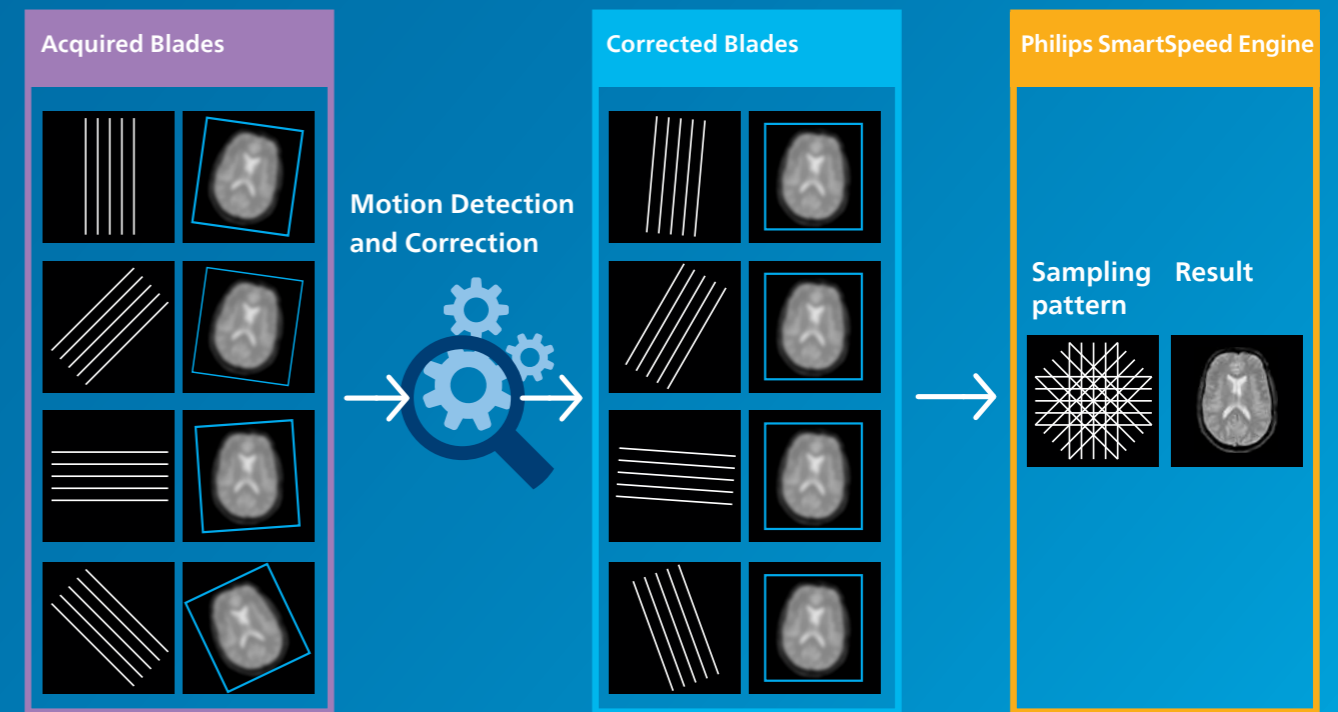 Acquired Blades
Corrected Blades
Philips SmartSpeed Engine
Motion Detection
and Correction
Sampling
pattern
Result